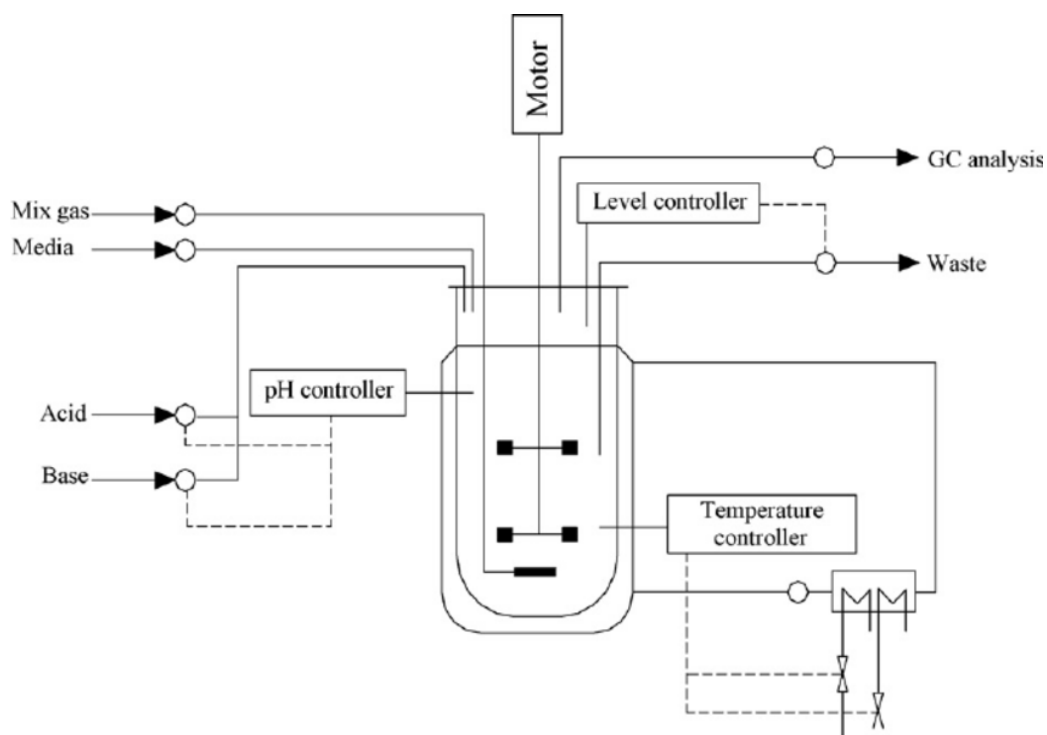 Motor
GC analysis
Level controller
Mix gas
Media
Waste
pH controller
Acid
Base
Temperature
controller